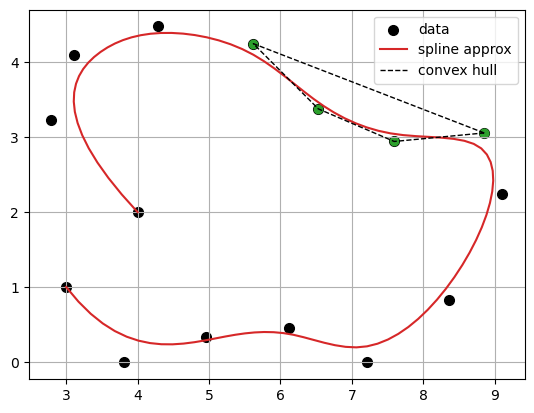 data
spline approx
convex hull
4
3
2
1
0
3 4 5 6 7 8 9